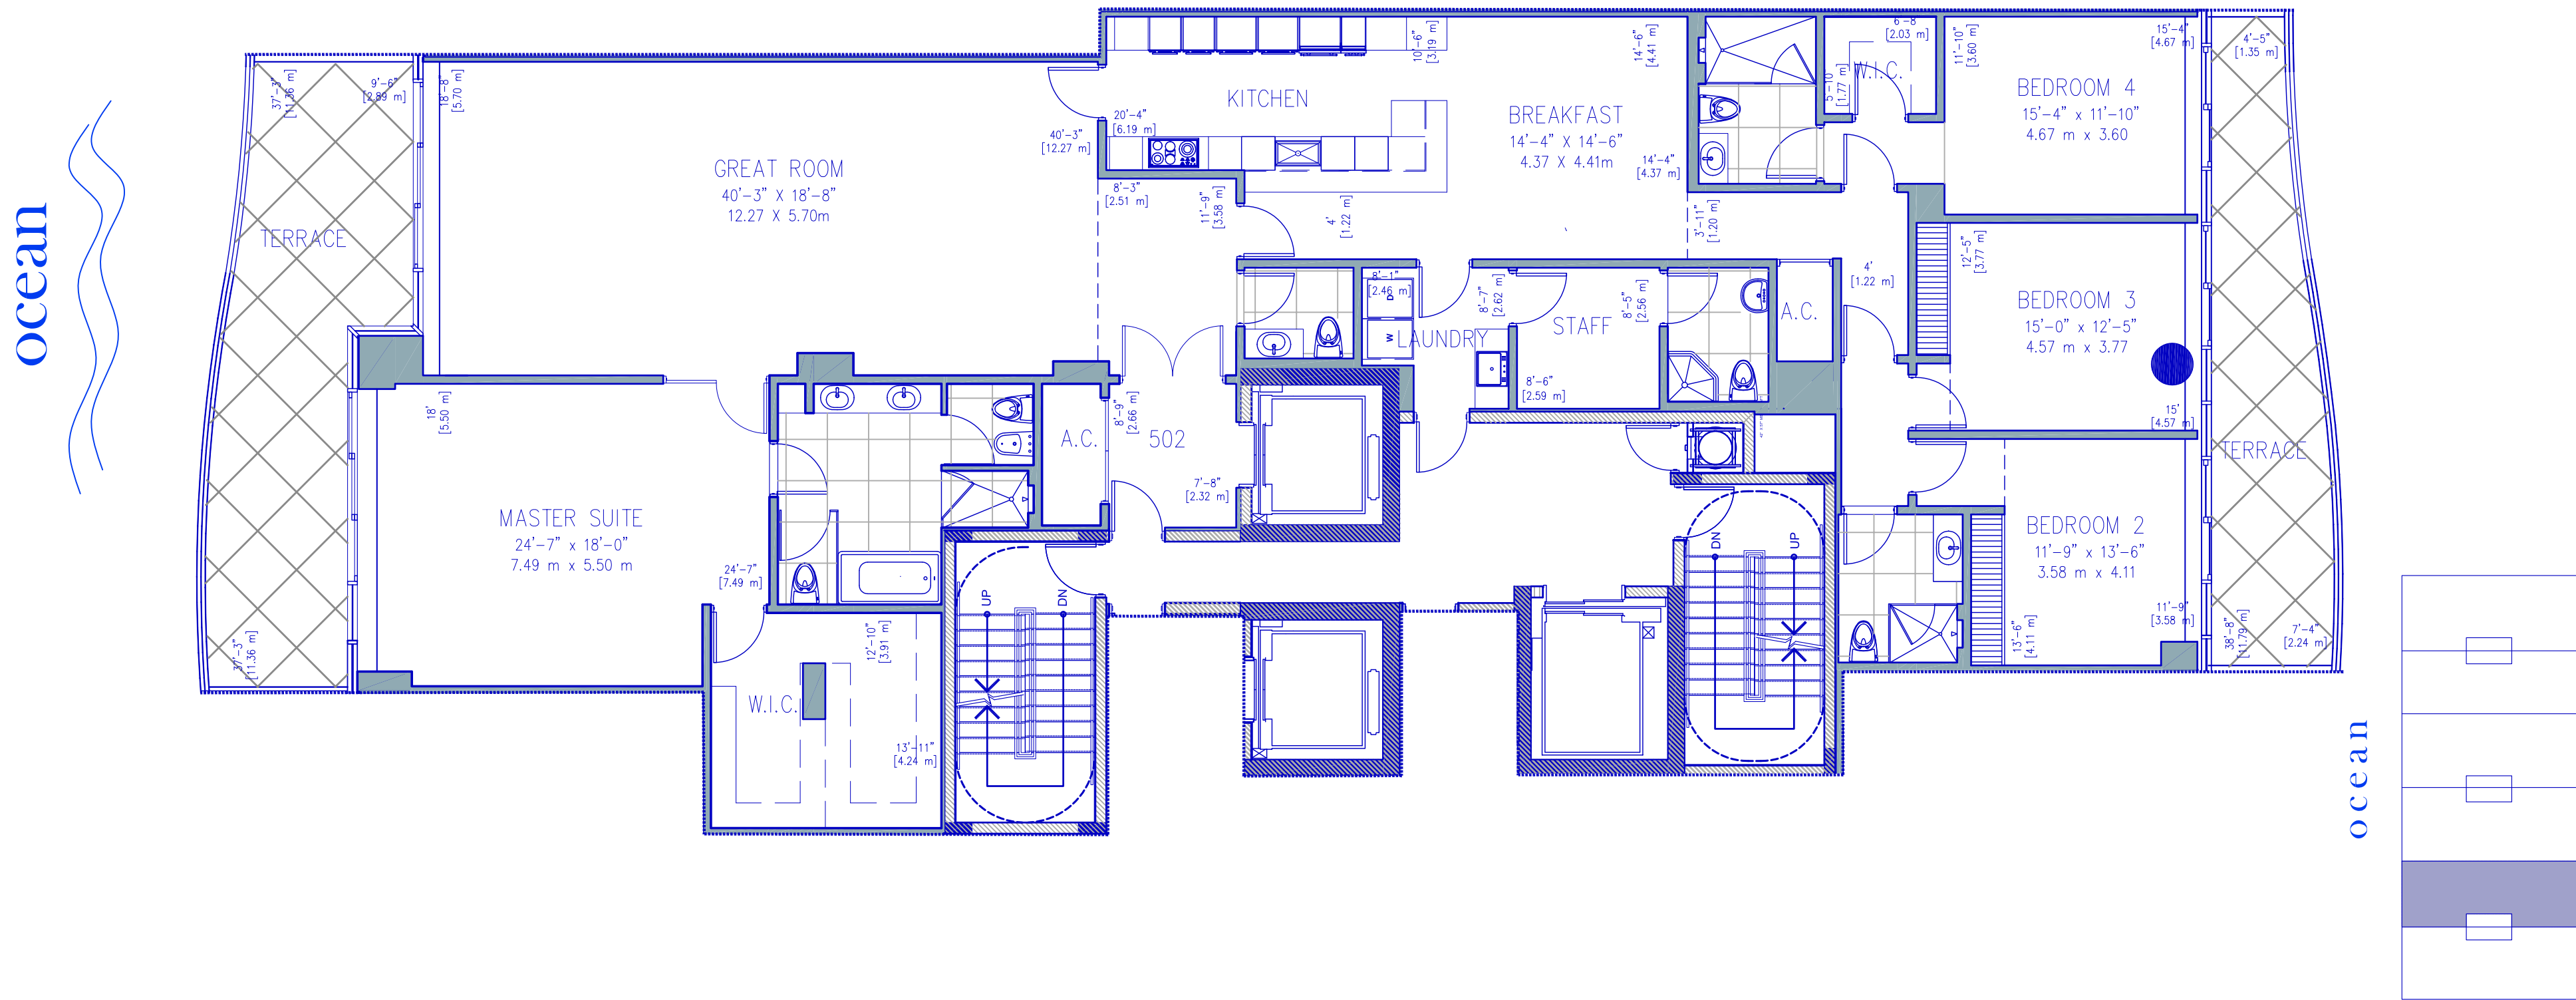 ocean
TERRACE
37'-3"
[11.36 m]
9'-6"
[2.89 m]
18'-8"
[5.70 m]
37'-3"
[11.36 m]
GREAT ROOM
40'-3" X 18'-8"
12.27 X 5.70m
40'-3"
[12.27 m]
KITCHEN
20'-4"
[6.19 m]
10'-6"
[3.19 m]
BREAKFAST
14'-4" X 14'-6"
4.37 X 4.41m
14'-6"
[4.41 m]
14'-4"
[4.37 m]
8'-3"
[2.51 m]
11'-9"
[3.58 m]
4'
[1.22 m]
3'-11"
[1.20 m]
6'-8
[2.03 m]
5'-10
[1.77 m]
W.I.C.
11'-10"
[3.60 m]
15'-4"
[4.67 m]
BEDROOM 4
15'-4" x 11'-10"
4.67 m x 3.60
4'-5"
[1.35 m]
12'-5"
[3.77 m]
BEDROOM 3
15'-0" x 12'-5"
4.57 m x 3.77
15'
[4.57 m]
4'
[1.22 m]
A.C.
TERRACE
BEDROOM 2
11'-9" x 13'-6"
3.58 m x 4.11
11'-9"
[3.58 m]
13'-6"
[4.11 m]
38'-8"
[11.79 m]
7'-4"
[2.24 m]
8'-1"
[2.46 m]
D
W
LAUNDRY
8'-7"
[2.62 m]
STAFF
8'-5"
[2.56 m]
8'-6"
[2.59 m]
18'
[5.50 m]
MASTER SUITE
24'-7" x 18'-0"
7.49 m x 5.50 m
24'-7"
[7.49 m]
A.C.
8'-9"
[2.66 m]
502
7'-8"
[2.32 m]
12'-10"
[3.91 m]
W.I.C.
13'-11"
[4.24 m]
UP
DN
DN
UP
ocean